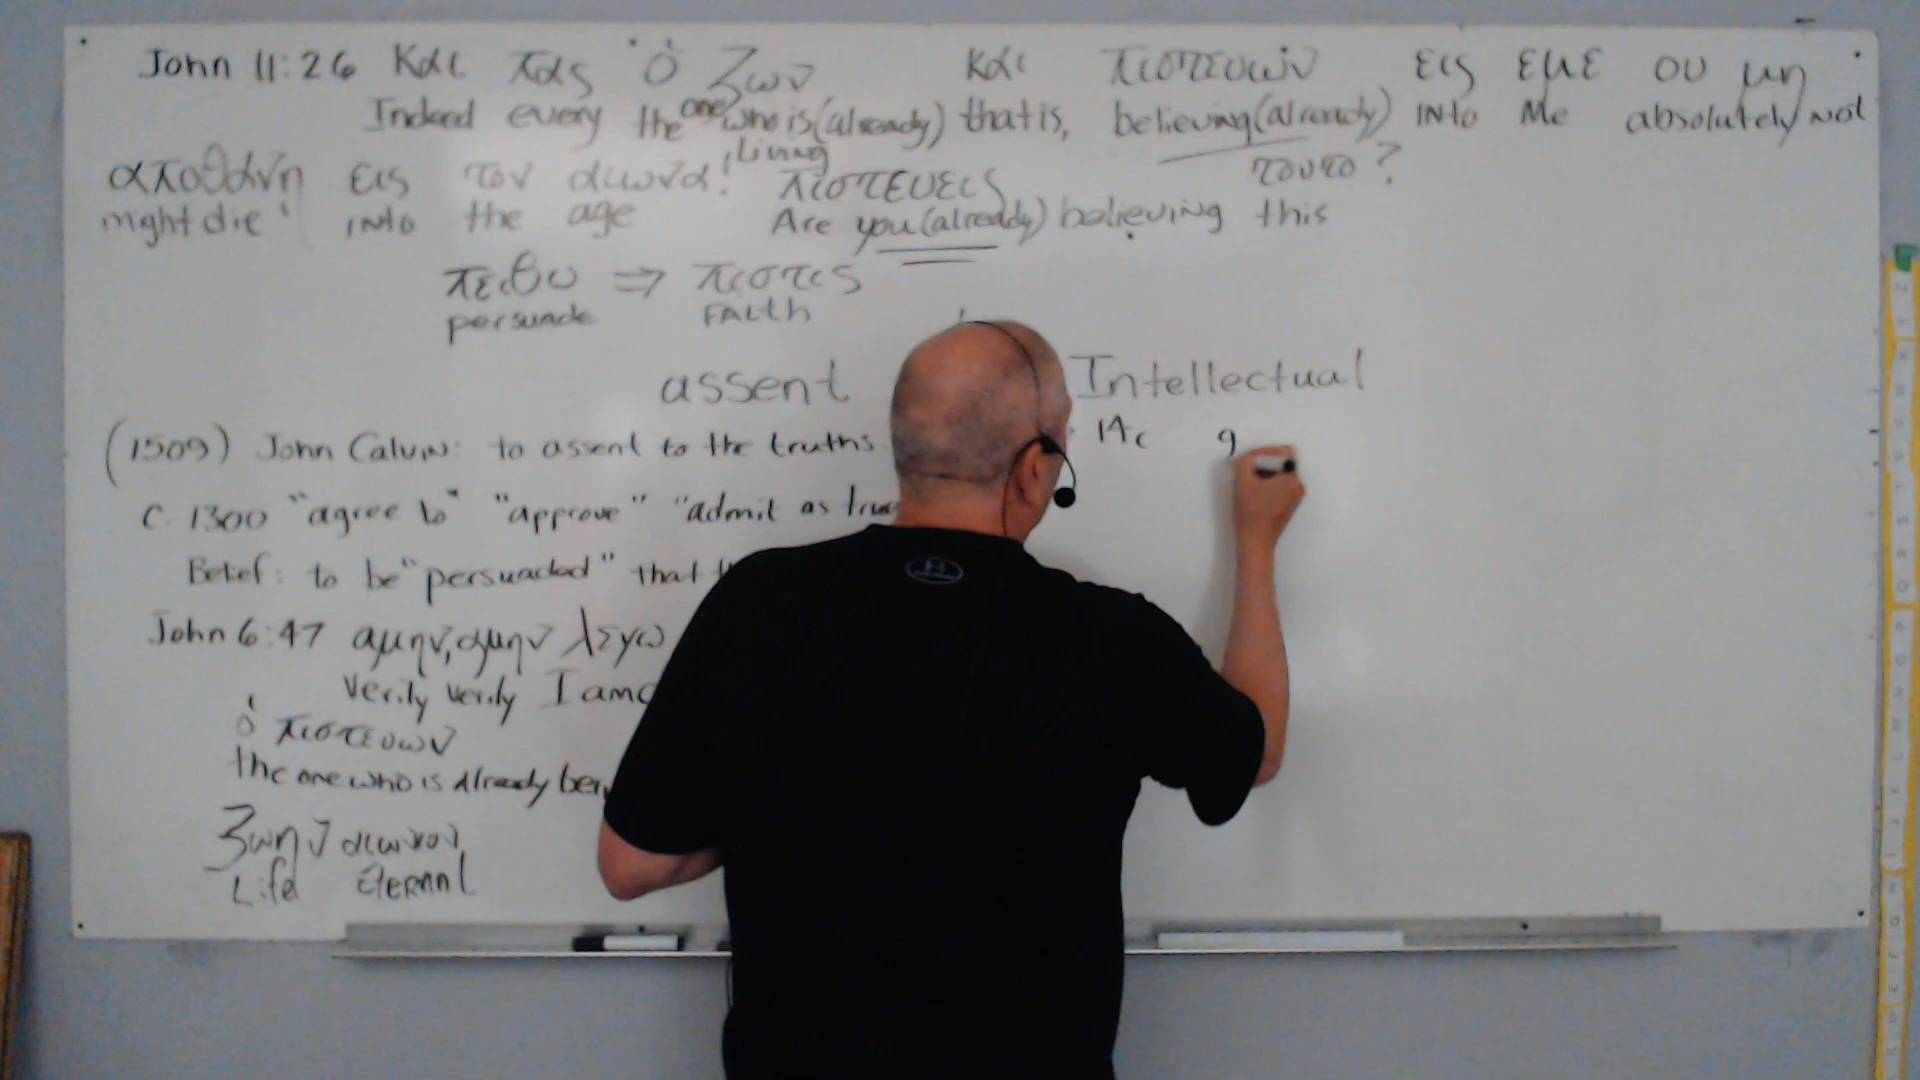 John 11:26 Και πας ὁ ζων και πιστευων εις εμε ου μη
Indeed every the one who is (already) that is, believing (already) INto Me absolutely not
living
αποθανη εις τον αιωνα! πιστευεις τουτο?
might die INto the age Are you (already) believing this
πειθω ⇒ πιστις
persuade FAith
assent Intellectual
(1509) John Calvin: to assent to the truths 14c g
C. 1300 "agree to" "approve" "admit as true
Belief: to be "persuaded" that
John 6:47 αμην, αμην λεγω
Verily Verily I am
ὁ πιστευων
the one who is Already
ζωην αιωνιον
Life éternal